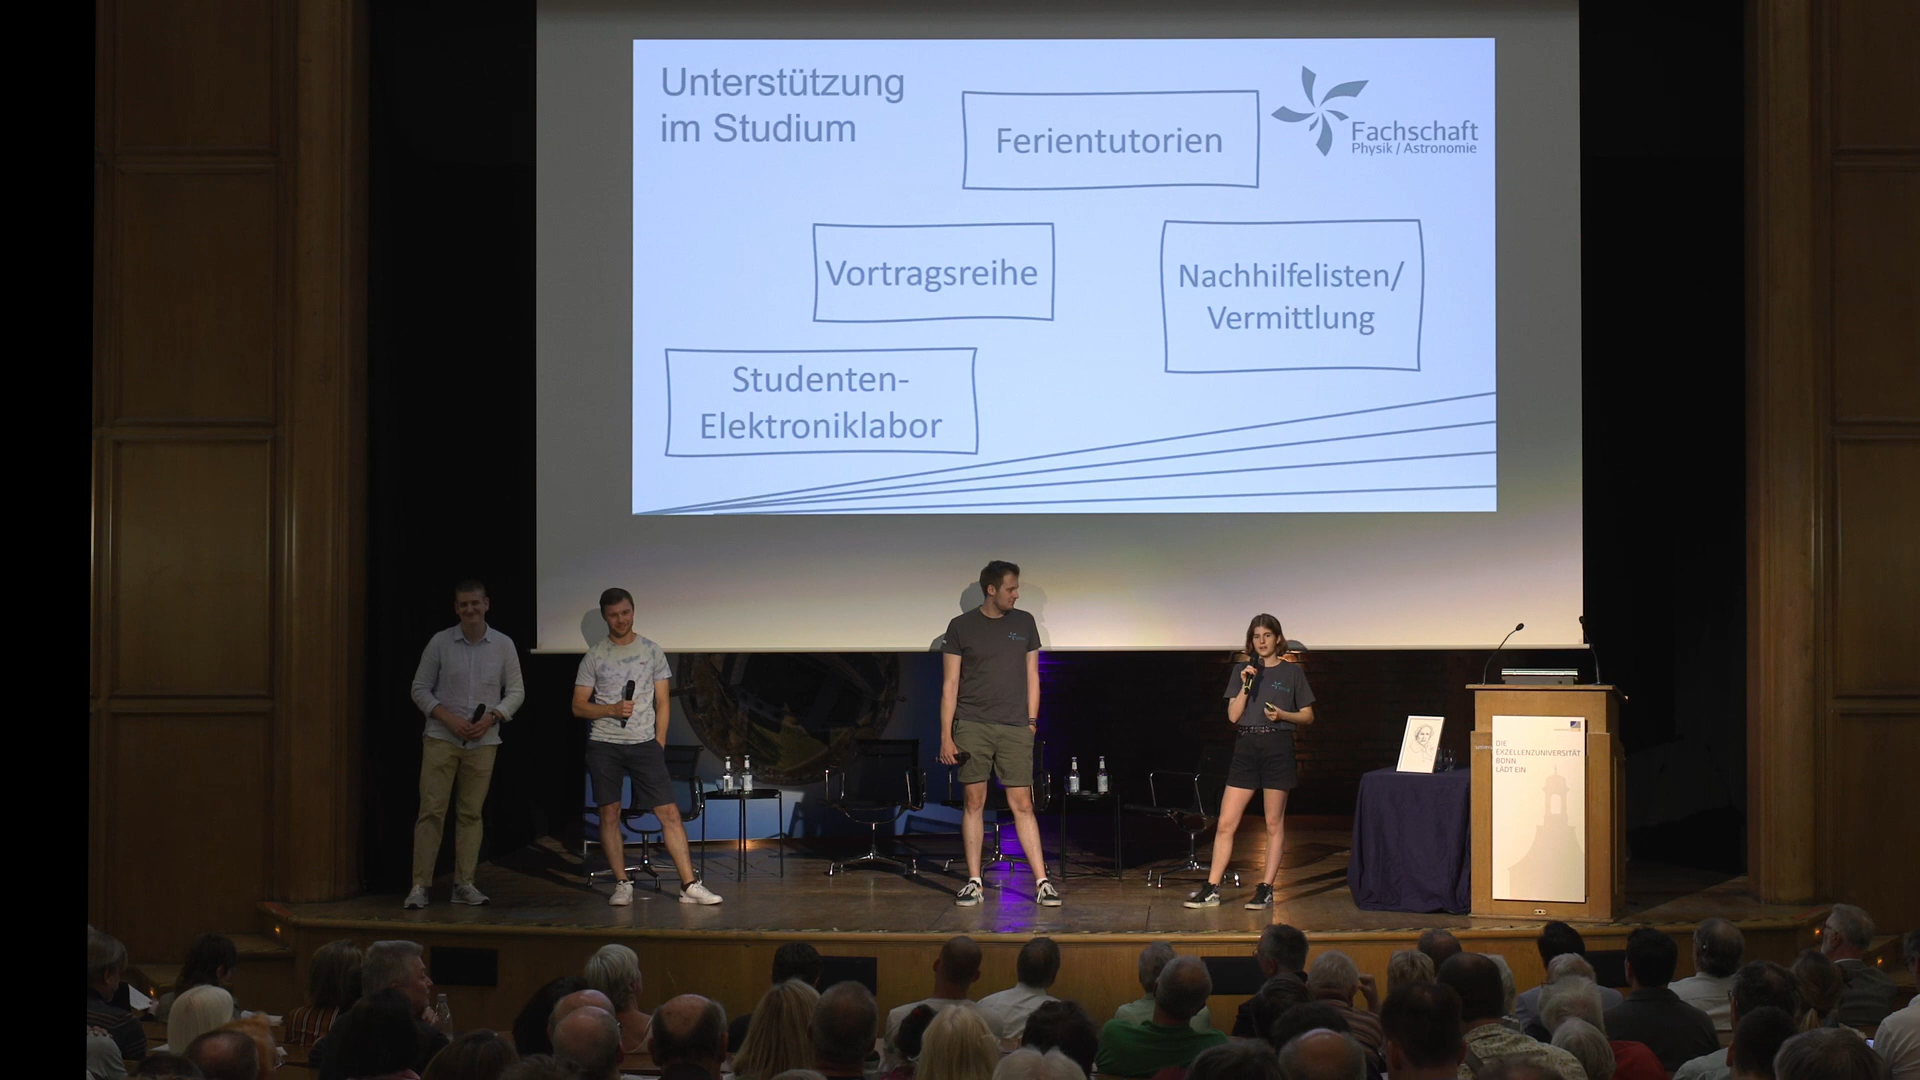 Unterstützung
im Studium
Ferientutorien
Fachschaft
Physik / Astronomie
Vortragsreihe
Nachhilfelisten/
Vermittlung
Studenten-
Elektroniklabor
DIE
EXZELLENZUNIVERSITÄT
BONN
LÄDT EIN